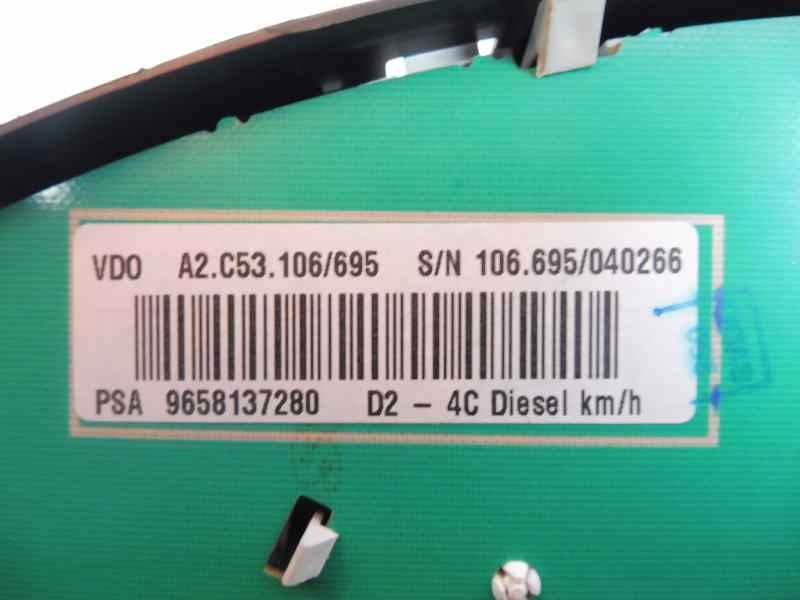 VDO A2.C53.106/695 S/N 106.695/040266
PSA 9658137280 D2 – 4C Diesel km/h